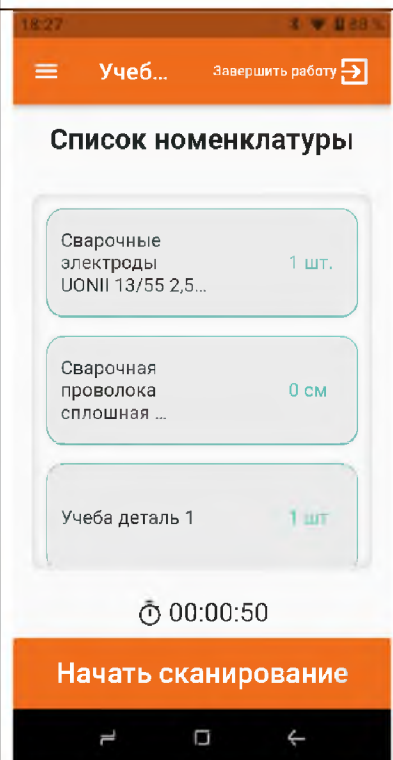 18:27
88 %
Учеб...
Завершить работу
Список номенклатуры
Сварочные
электроды
UONII 13/55 2,5...
1 шт.
Сварочная
проволока
сплошная ...
0 см
Учеба деталь 1
1 шт
00:00:50
Начать сканирование